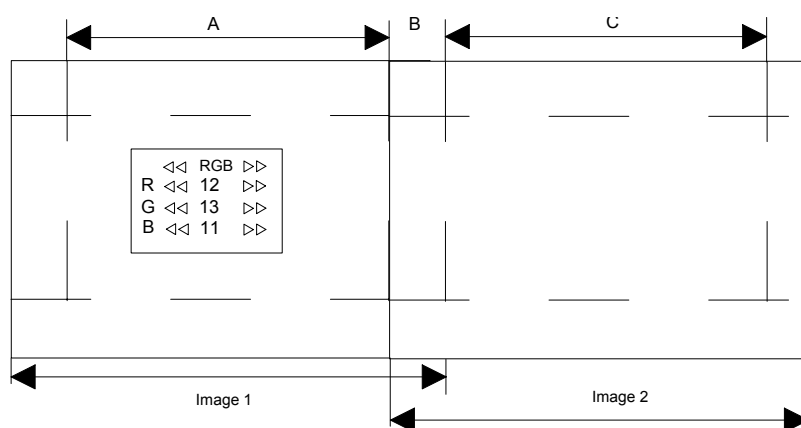 A B C
◁◁ RGB ▷▷
R ◁◁ 12 ▷▷
G ◁◁ 13 ▷▷
B ◁◁ 11 ▷▷
Image 1
Image 2